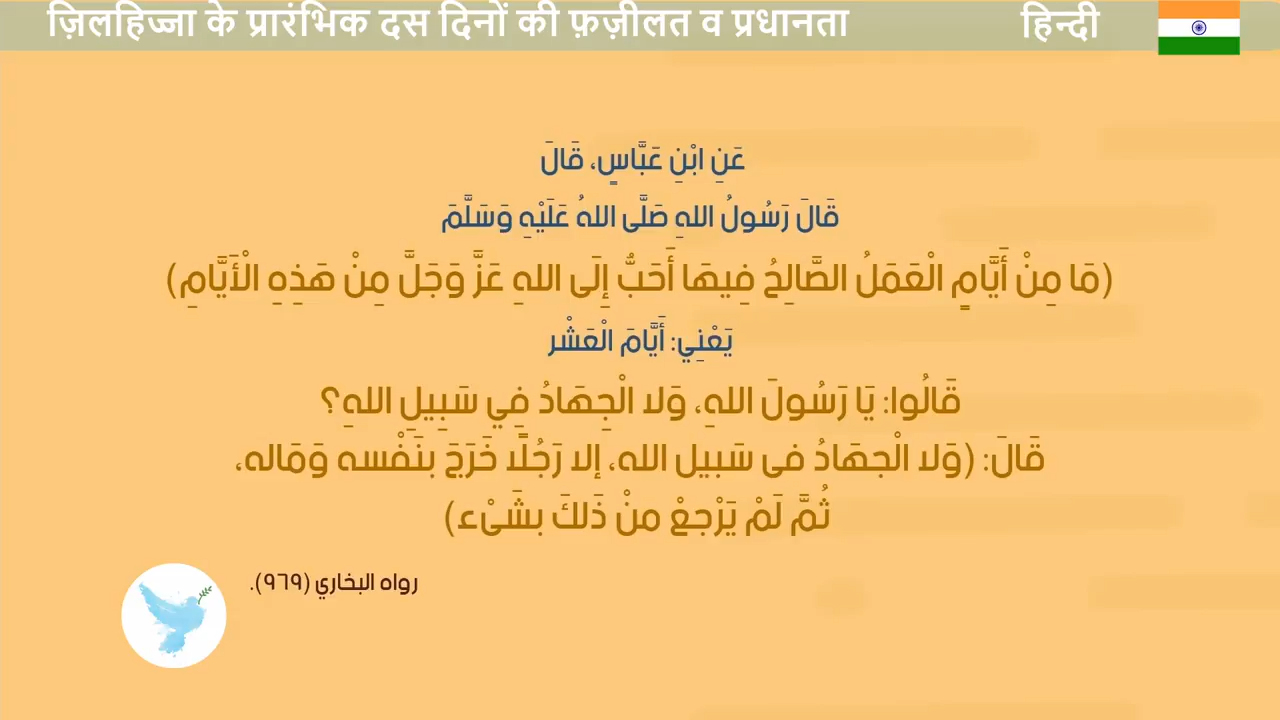 ज़िलहिज्जा के प्रारंभिक दस दिनों की फ़ज़ीलत व प्रधानता
हिन्दी
عَنِ ابْنِ عَبَّاسٍ، قَالَ
قَالَ رَسُولُ اللهِ صَلَّى اللهُ عَلَيْهِ وَسَلَّمَ
(مَا مِنْ أَيَّامٍ الْعَمَلُ الصَّالِحُ فِيهَا أَحَبُّ إِلَى اللهِ عَزَّ وَجَلَّ مِنْ هَذِهِ الْأَيَّامِ)
يَعْنِي: أَيَّامَ الْعَشْر
قَالُوا: يَا رَسُولَ اللهِ، وَلا الْجِهَادُ فِي سَبِيلِ اللهِ؟
قَالَ: (وَلا الْجهَادُ فى سَبيل الله، إلا رَجُلًا خَرَجَ بنَفْسه وَمَاله،
ثُمَّ لَمْ يَرْجعْ منْ ذَلكَ بشَىْء)
رواه البخاري (٩٦٩).